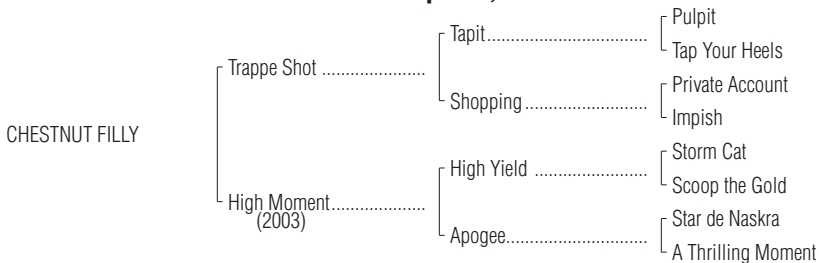 Pulpit
Tapit
Tap Your Heels
Trappe Shot
Private Account
Shopping
Impish
CHESTNUT FILLY
Storm Cat
High Yield
Scoop the Gold
High Moment
(2003)
Star de Naskra
Apogee
A Thrilling Moment